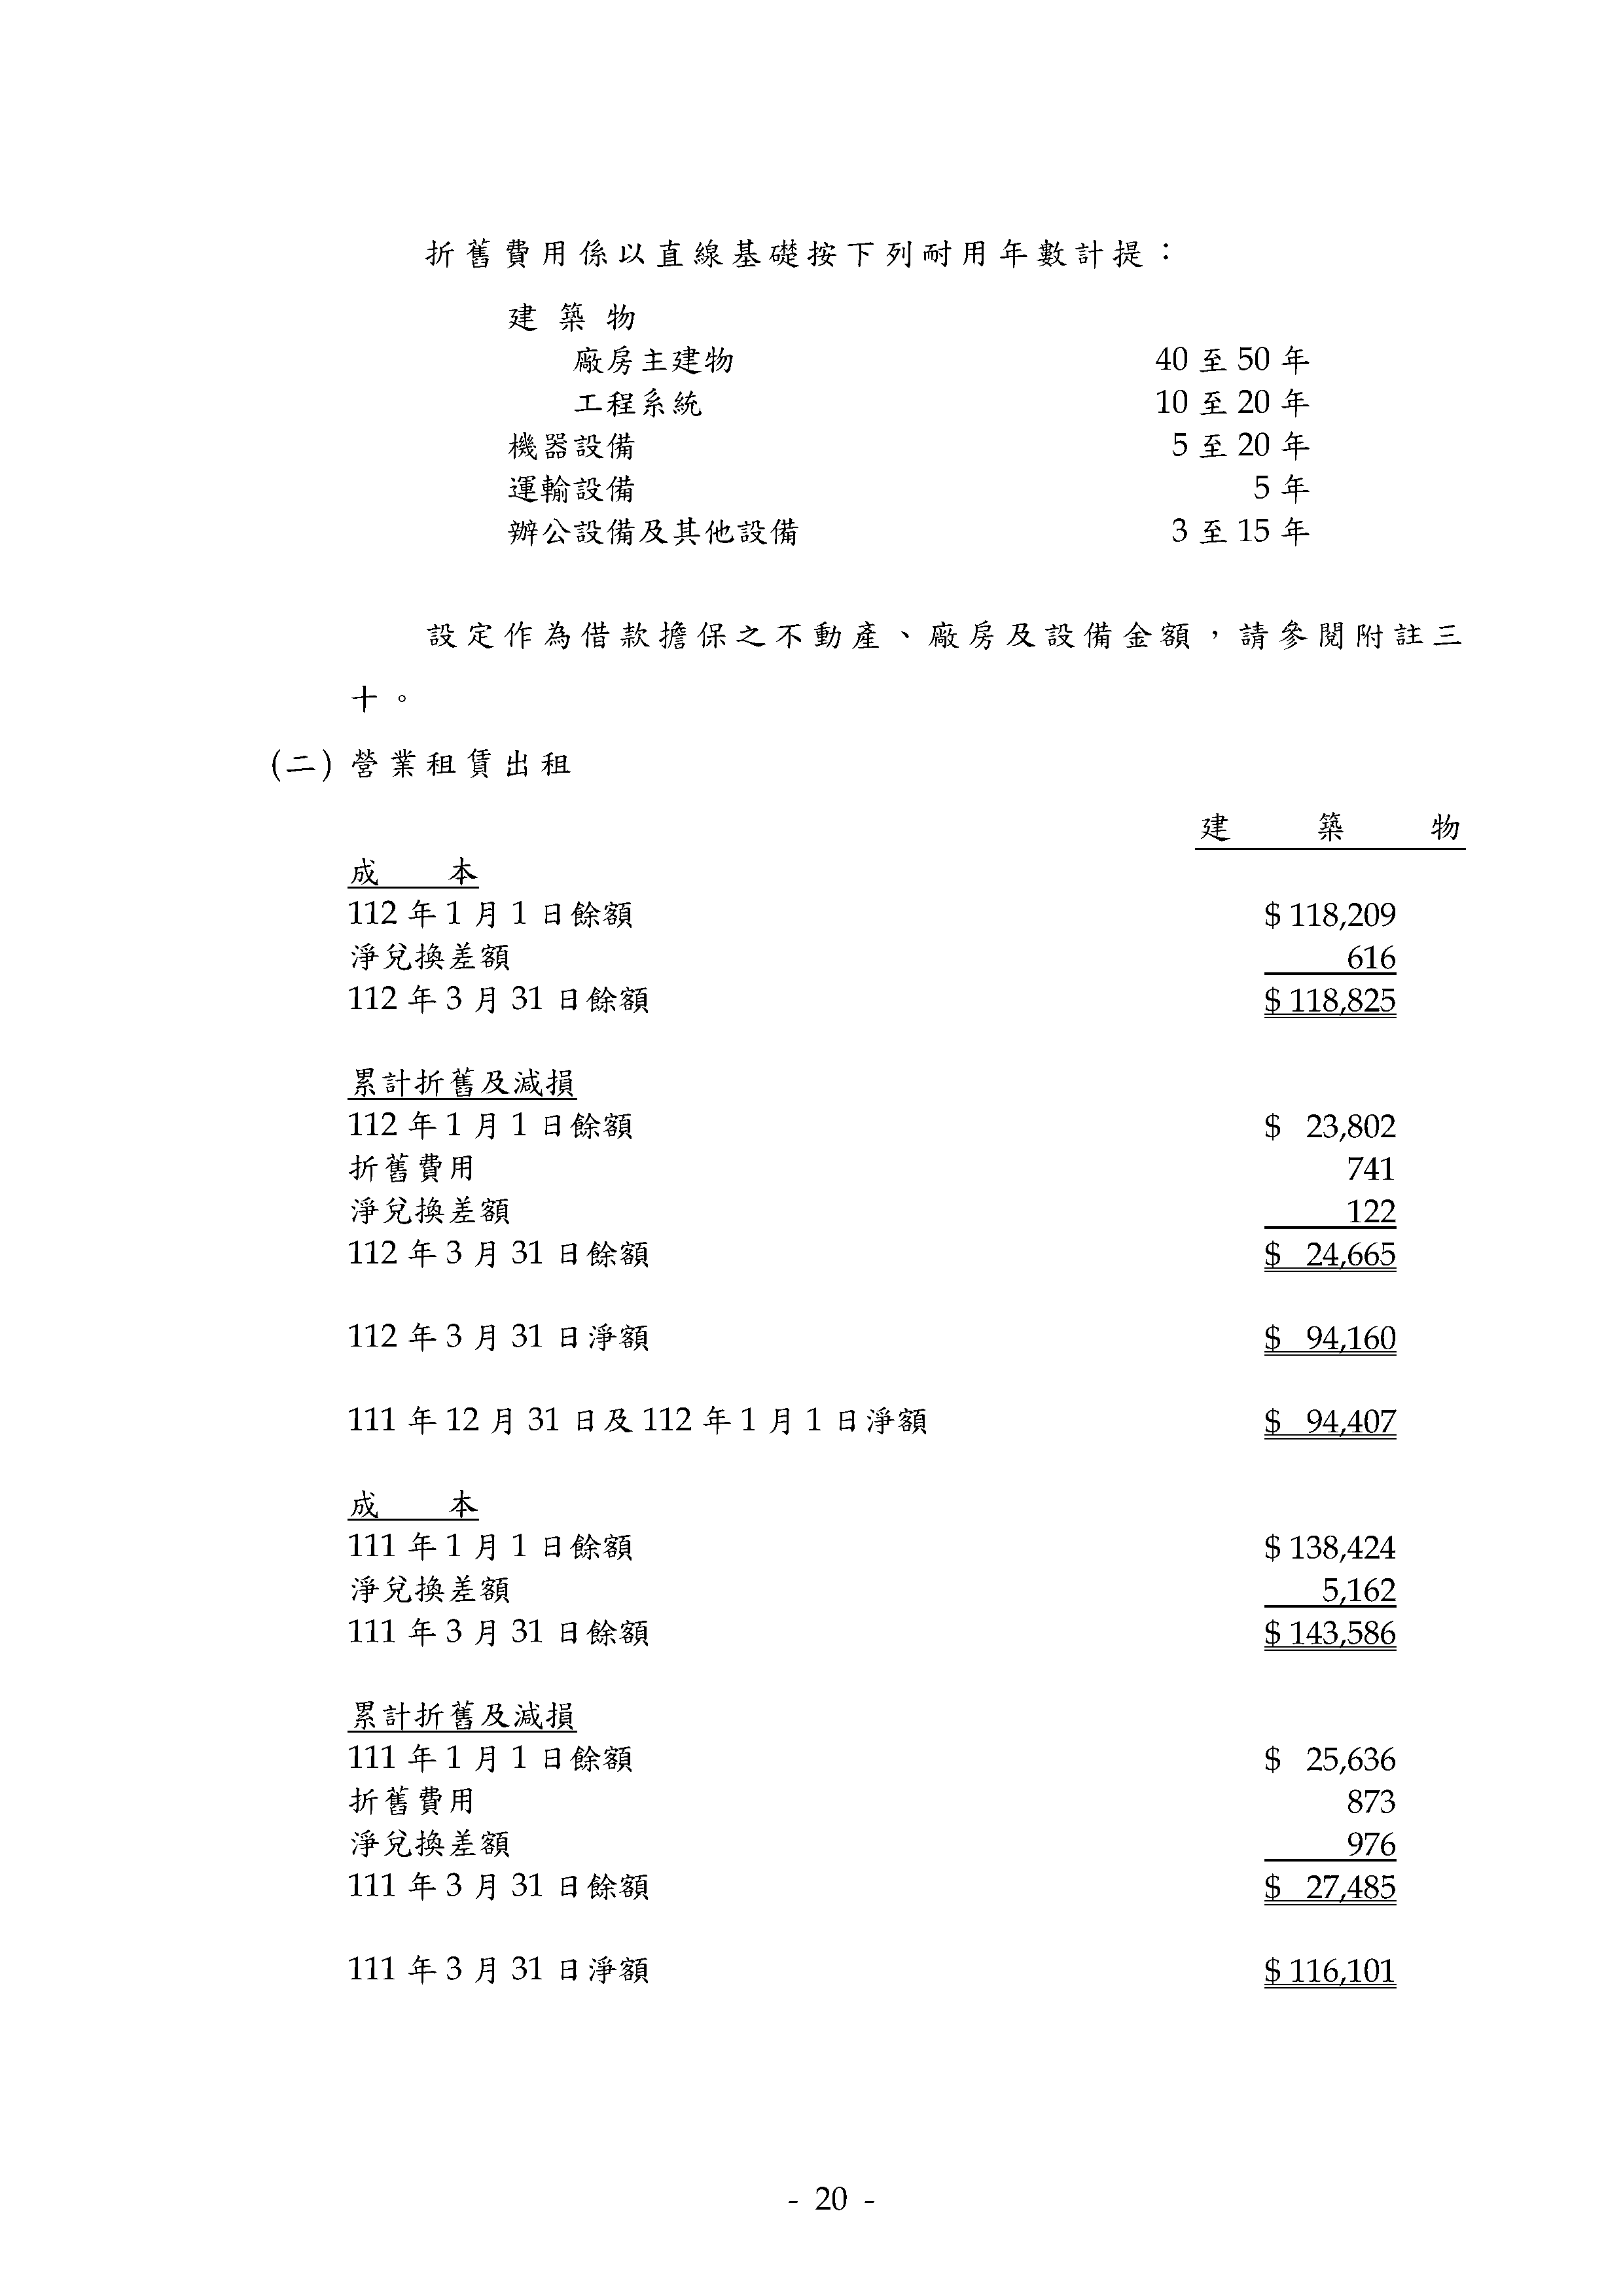 折舊費用係以直線基礎按下列耐用年數計提：
建築物
廠房主建物 40 至 50 年
工程系統 10 至 20 年
機器設備 5 至 20 年
運輸設備 5 年
辦公設備及其他設備 3 至 15 年
設定作為借款擔保之不動產、廠房及設備金額，請參閱附註三
十。
(二) 營業租賃出租
建築物
成本
112 年 1 月 1 日餘額 $ 118,209
淨兌換差額 616
112 年 3 月 31 日餘額 $ 118,825
累計折舊及減損
112 年 1 月 1 日餘額 $ 23,802
折舊費用 741
淨兌換差額 122
112 年 3 月 31 日餘額 $ 24,665
112 年 3 月 31 日淨額 $ 94,160
111 年 12 月 31 日及 112 年 1 月 1 日淨額 $ 94,407
成本
111 年 1 月 1 日餘額 $ 138,424
淨兌換差額 5,162
111 年 3 月 31 日餘額 $ 143,586
累計折舊及減損
111 年 1 月 1 日餘額 $ 25,636
折舊費用 873
淨兌換差額 976
111 年 3 月 31 日餘額 $ 27,485
111 年 3 月 31 日淨額 $ 116,101
- 20 -